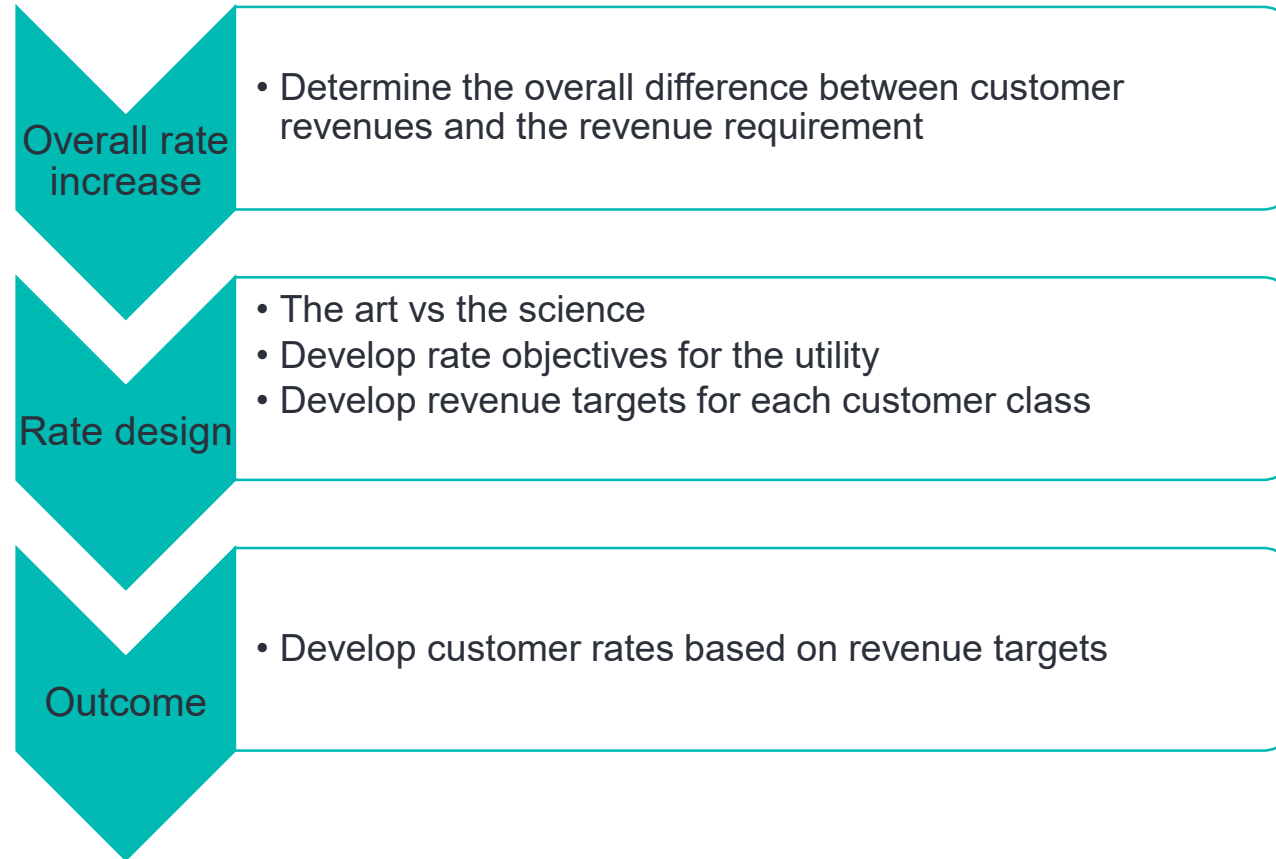 Overall rate
increase
• Determine the overall difference between customer
revenues and the revenue requirement
Rate design
• The art vs the science
• Develop rate objectives for the utility
• Develop revenue targets for each customer class
Outcome
• Develop customer rates based on revenue targets